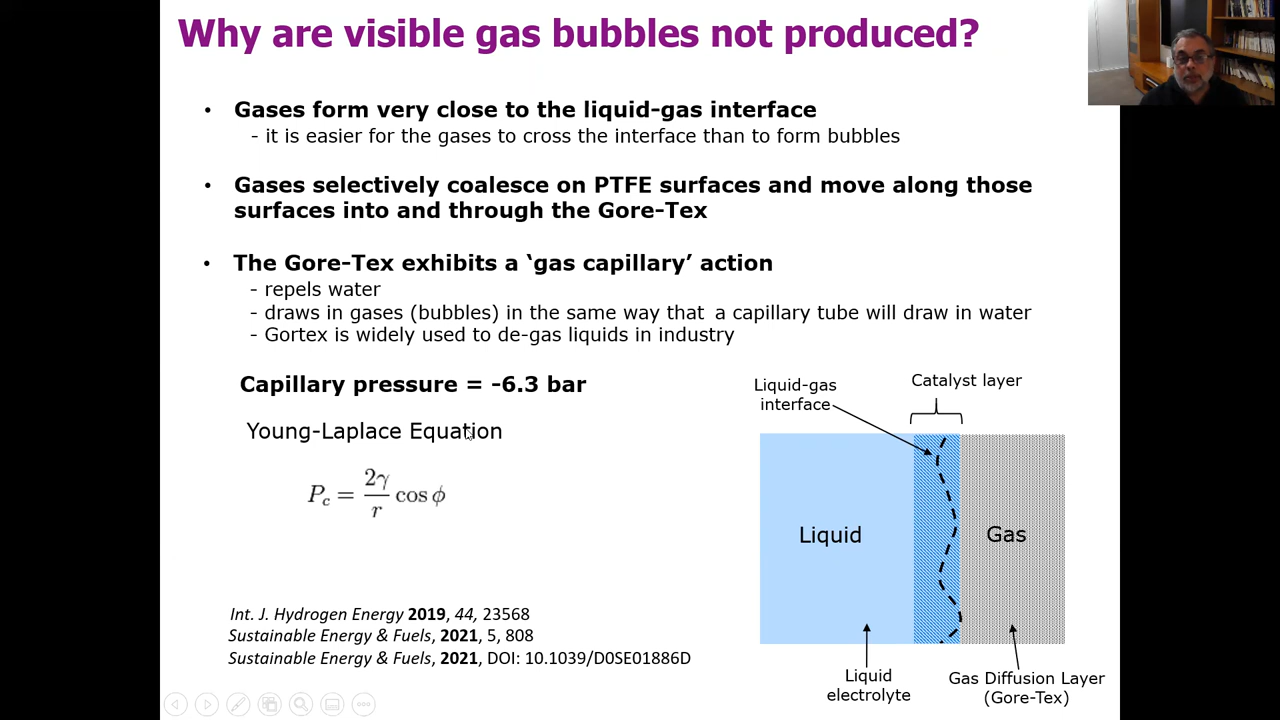 Why are visible gas bubbles not produced?
• Gases form very close to the liquid-gas interface
- it is easier for the gases to cross the interface than to form bubbles
• Gases selectively coalesce on PTFE surfaces and move along those
surfaces into and through the Gore-Tex
• The Gore-Tex exhibits a ‘gas capillary’ action
- repels water
- draws in gases (bubbles) in the same way that a capillary tube will draw in water
- Gortex is widely used to de-gas liquids in industry
Capillary pressure = -6.3 bar
Young-Laplace Equation
P_c = 2γ/r cos ϕ
Int. J. Hydrogen Energy 2019, 44, 23568
Sustainable Energy & Fuels, 2021, 5, 808
Sustainable Energy & Fuels, 2021, DOI: 10.1039/D0SE01886D
Liquid-gas
interface
Catalyst layer
Liquid
Gas
Liquid
electrolyte
Gas Diffusion Layer
(Gore-Tex)